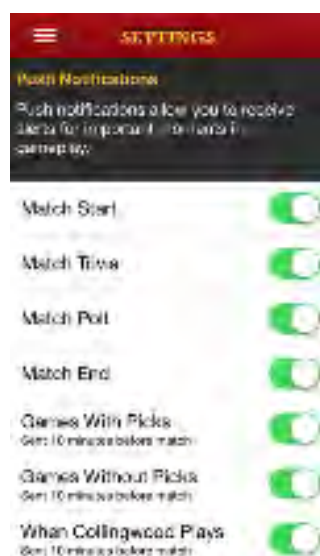 SETTINGS
Push Notifications
Push notifications allow you to receive
alerts for important moments in
gameplay.
Match Start
Match Trivia
Match Poll
Match End
Games With Picks
Sent 10 minutes before match
Games Without Picks
Sent 10 minutes before match
When Collingwood Plays
Sent 10 minutes before match